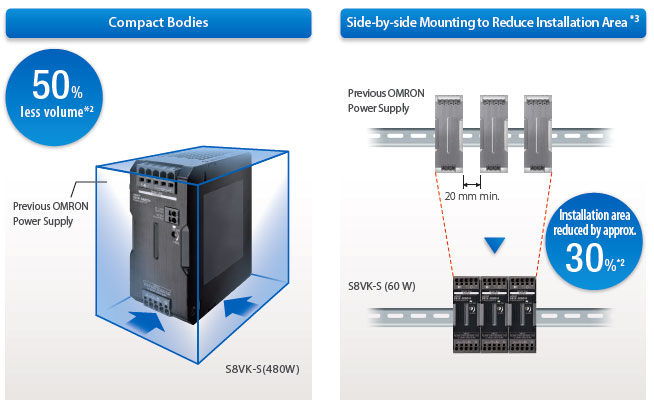 Compact Bodies
50%
less volume*2
Previous OMRON
Power Supply
S8VK-S(480W)
Side-by-side Mounting to Reduce Installation Area *3
Previous OMRON
Power Supply
20 mm min.
Installation area
reduced by approx.
30%*2
S8VK-S (60 W)